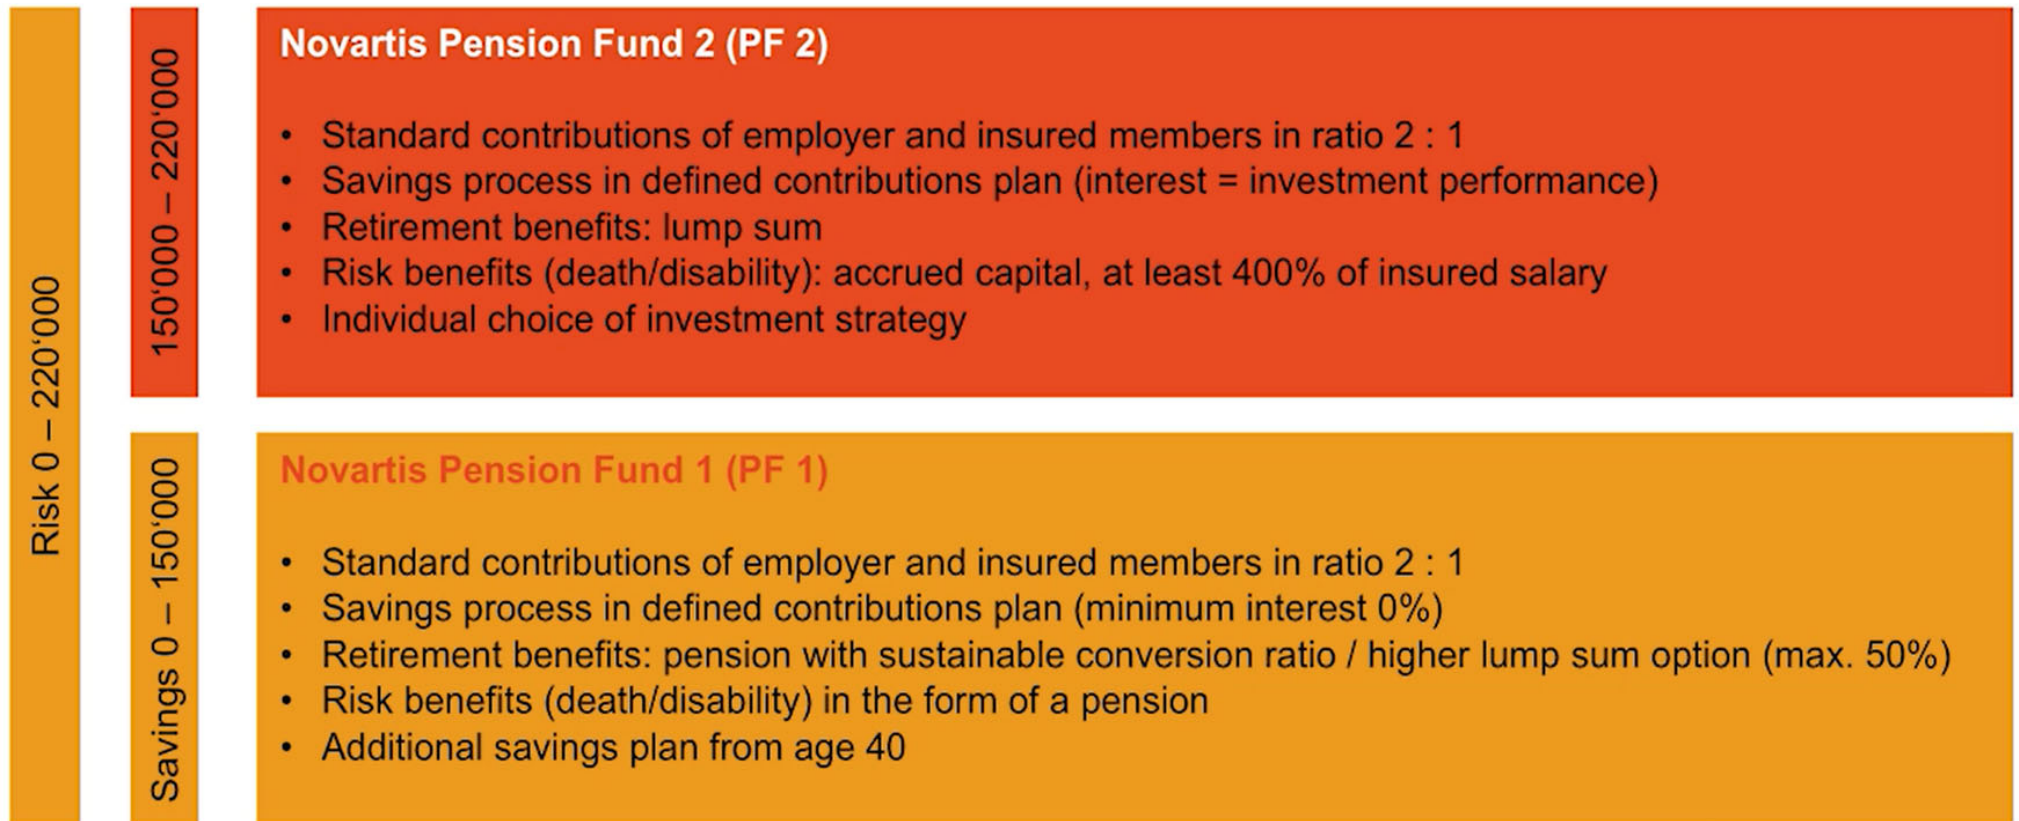 Risk 0 – 220‘000
150‘000 – 220‘000
Novartis Pension Fund 2 (PF 2)
• Standard contributions of employer and insured members in ratio 2 : 1
• Savings process in defined contributions plan (interest = investment performance)
• Retirement benefits: lump sum
• Risk benefits (death/disability): accrued capital, at least 400% of insured salary
• Individual choice of investment strategy
Savings 0 – 150‘000
Novartis Pension Fund 1 (PF 1)
• Standard contributions of employer and insured members in ratio 2 : 1
• Savings process in defined contributions plan (minimum interest 0%)
• Retirement benefits: pension with sustainable conversion ratio / higher lump sum option (max. 50%)
• Risk benefits (death/disability) in the form of a pension
• Additional savings plan from age 40